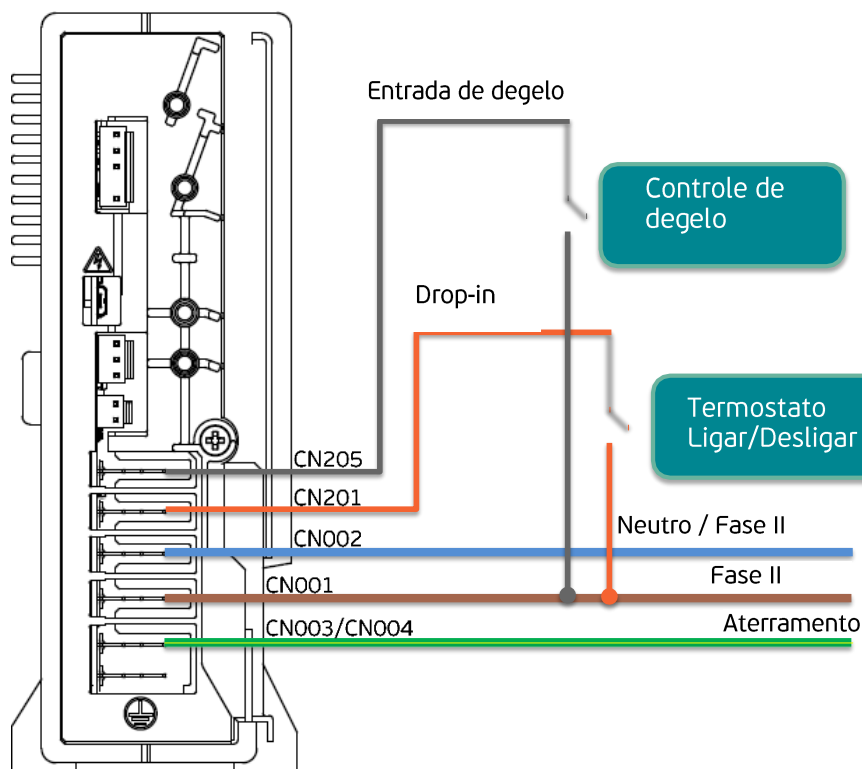 Entrada de degelo
Controle de
degelo
Drop-in
Termostato
Ligar/Desligar
CN205
CN201
CN002
Neutro / Fase II
CN001
Fase II
CN003/CN004
Aterramento